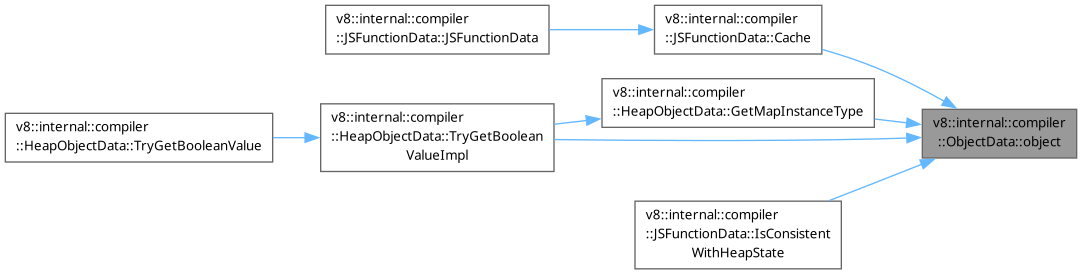 v8::internal::compiler
::JSFunctionData::JSFunctionData
v8::internal::compiler
::JSFunctionData::Cache
v8::internal::compiler
::HeapObjectData::GetMapInstanceType
v8::internal::compiler
::HeapObjectData::TryGetBooleanValue
v8::internal::compiler
::HeapObjectData::TryGetBoolean
ValueImpl
v8::internal::compiler
::ObjectData::object
v8::internal::compiler
::JSFunctionData::IsConsistent
WithHeapState